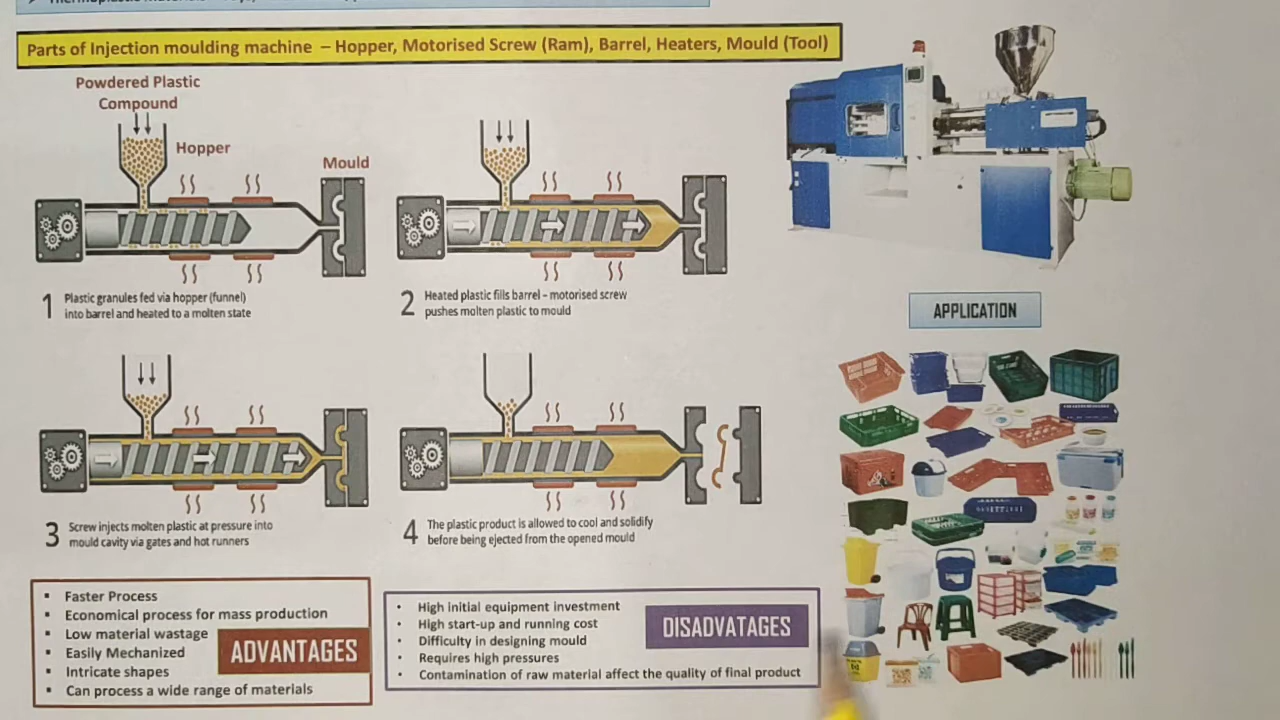 Parts of Injection moulding machine – Hopper, Motorised Screw (Ram), Barrel, Heaters, Mould (Tool)
Powdered Plastic
Compound
Hopper
Mould
1 Plastic granules fed via hopper (funnel)
into barrel and heated to a molten state
2 Heated plastic fills barrel – motorised screw
pushes molten plastic to mould
3 Screw injects molten plastic at pressure into
mould cavity via gates and hot runners
4 The plastic product is allowed to cool and solidify
before being ejected from the opened mould
APPLICATION
▪ Faster Process
▪ Economical process for mass production
▪ Low material wastage
▪ Easily Mechanized
▪ Intricate shapes
▪ Can process a wide range of materials
ADVANTAGES
• High initial equipment investment
• High start-up and running cost
• Difficulty in designing mould
• Requires high pressures
• Contamination of raw material affect the quality of final product
DISADVATAGES